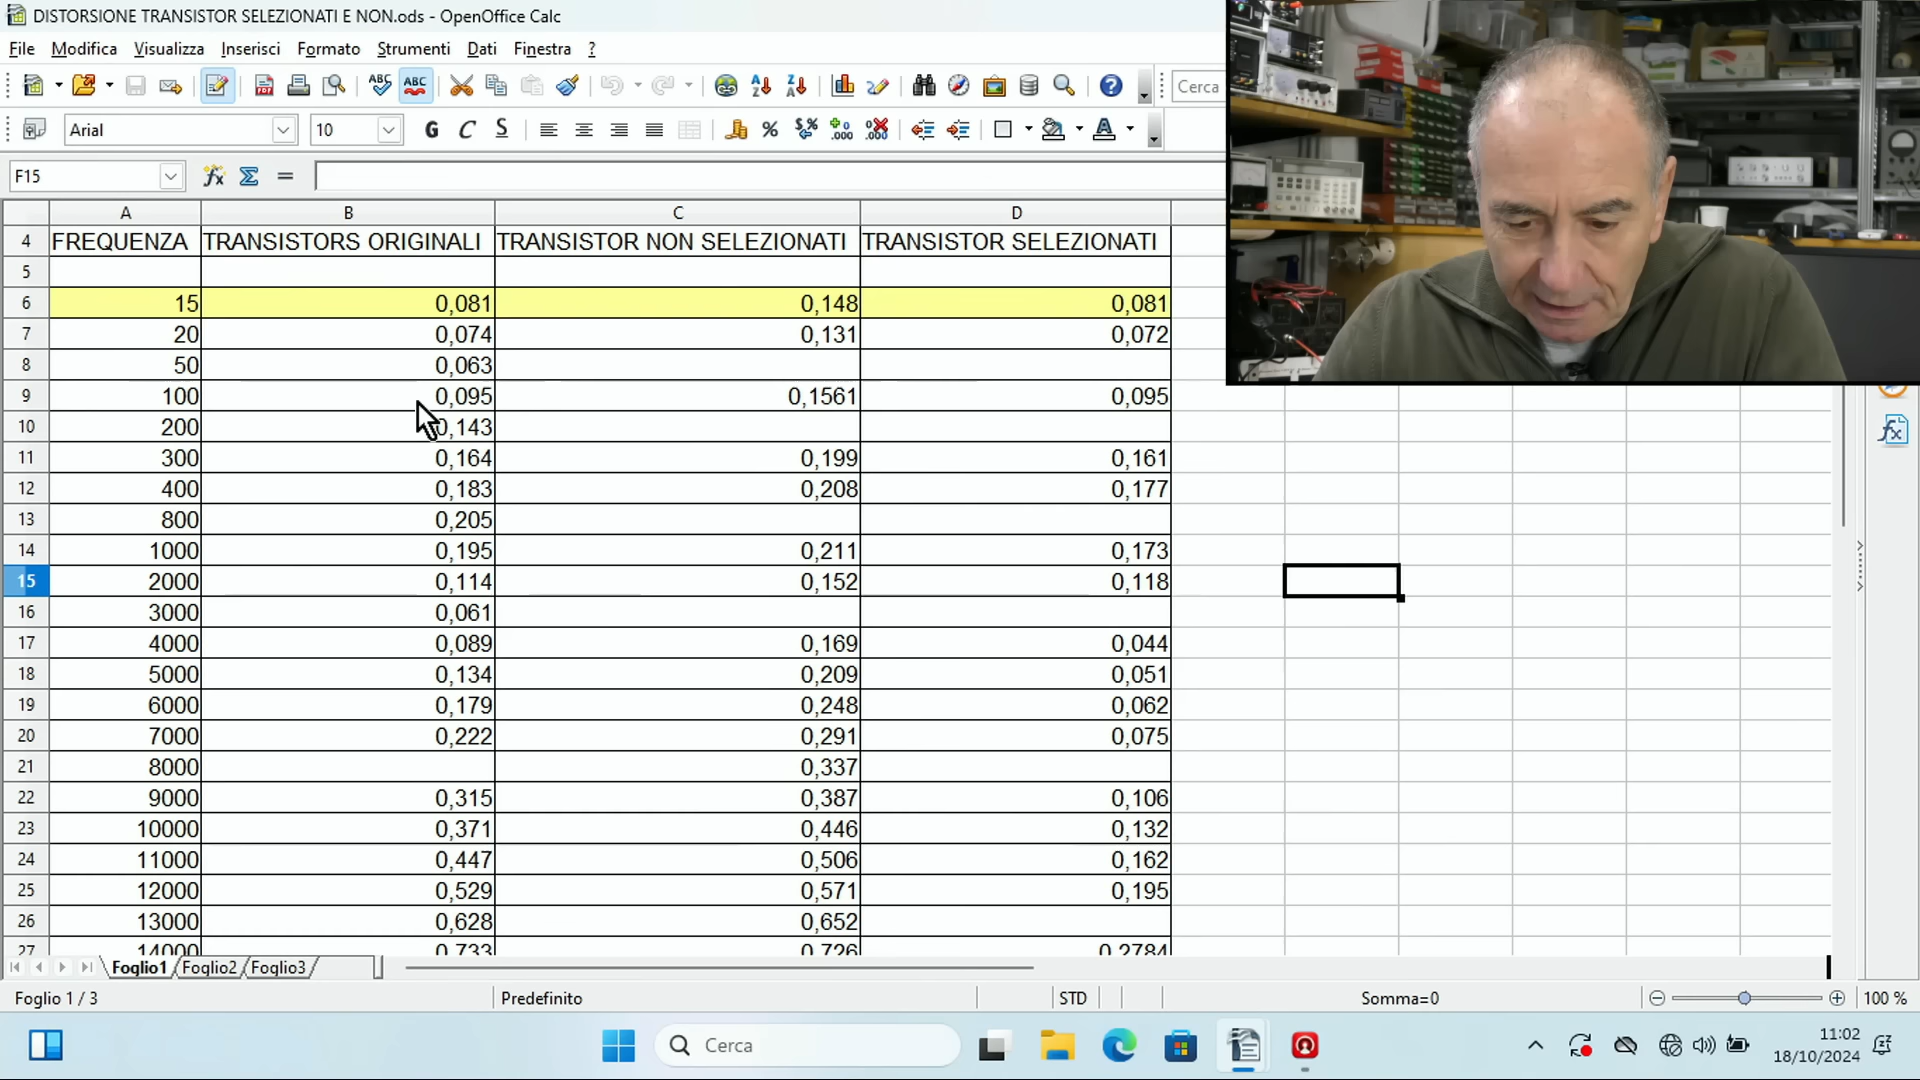 DISTORSIONE TRANSISTOR SELEZIONATI E NON.ods - OpenOffice Calc
File Modifica Visualizza Inserisci Formato Strumenti Dati Finestra ?
Cerca
Arial 10 G C S
F15
A B C D
4 FREQUENZA TRANSISTORS ORIGINALI TRANSISTOR NON SELEZIONATI TRANSISTOR SELEZIONATI
5
6 15 0,081 0,148 0,081
7 20 0,074 0,131 0,072
8 50 0,063
9 100 0,095 0,1561 0,095
10 200 0,143
11 300 0,164 0,199 0,161
12 400 0,183 0,208 0,177
13 800 0,205
14 1000 0,195 0,211 0,173
15 2000 0,114 0,152 0,118
16 3000 0,061
17 4000 0,089 0,169 0,044
18 5000 0,134 0,209 0,051
19 6000 0,179 0,248 0,062
20 7000 0,222 0,291 0,075
21 8000 0,337
22 9000 0,315 0,387 0,106
23 10000 0,371 0,446 0,132
24 11000 0,447 0,506 0,162
25 12000 0,529 0,571 0,195
26 13000 0,628 0,652
27 14000 0,733 0,726 0,2784
Foglio1 Foglio2 Foglio3
Foglio 1 / 3 Predefinito STD Somma=0 100 %
Cerca
11:02
18/10/2024